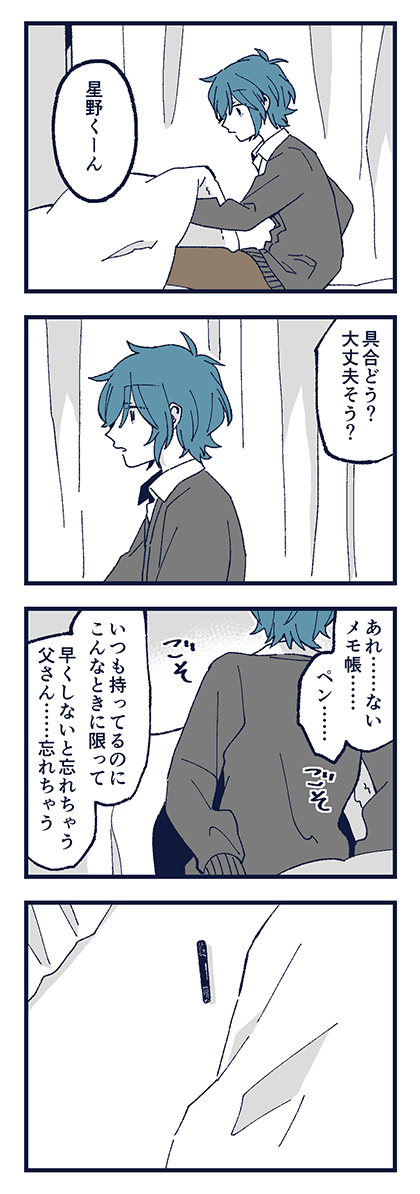 星野くーん
具合どう?
大丈夫そう?
あれ……ない
メモ帳……
ペン……
ごそ
ごそ
いつも持ってるのに
こんなときに限って
早くしないと忘れちゃう
父さん……忘れちゃう